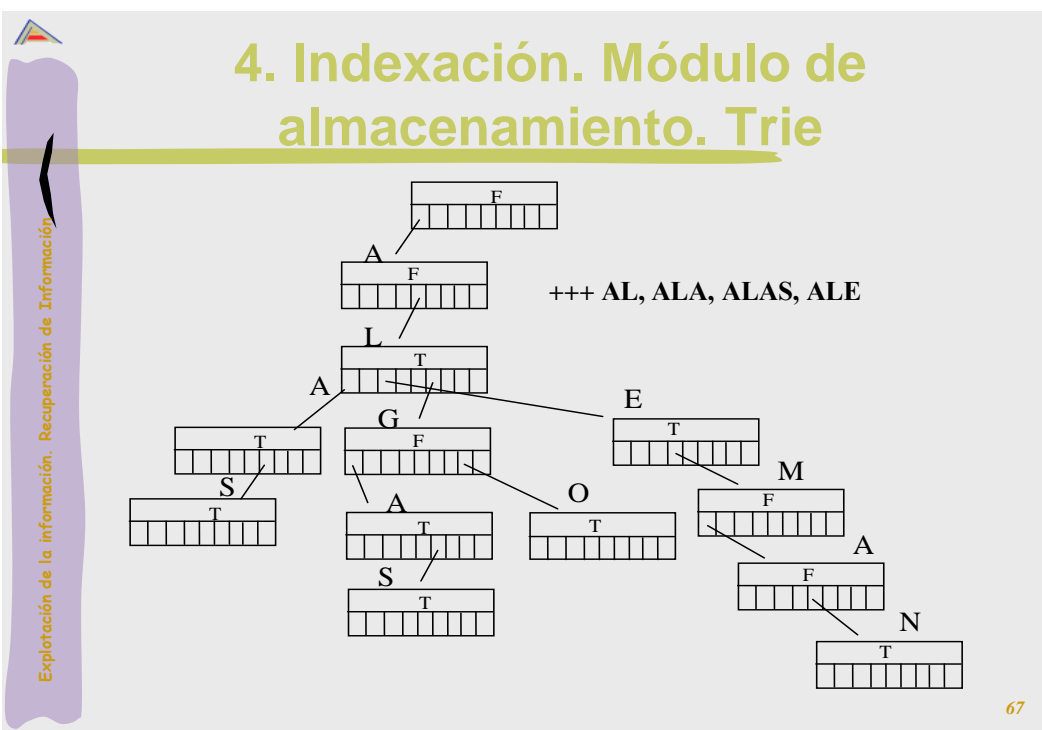 4. Indexación. Módulo de
almacenamiento. Trie
Explotación de la información. Recuperación de Información
F
A
F
+++ AL, ALA, ALAS, ALE
L
T
A
E
G
T
T
F
M
S
A
O
F
T
T
T
A
S
F
T
N
T
67